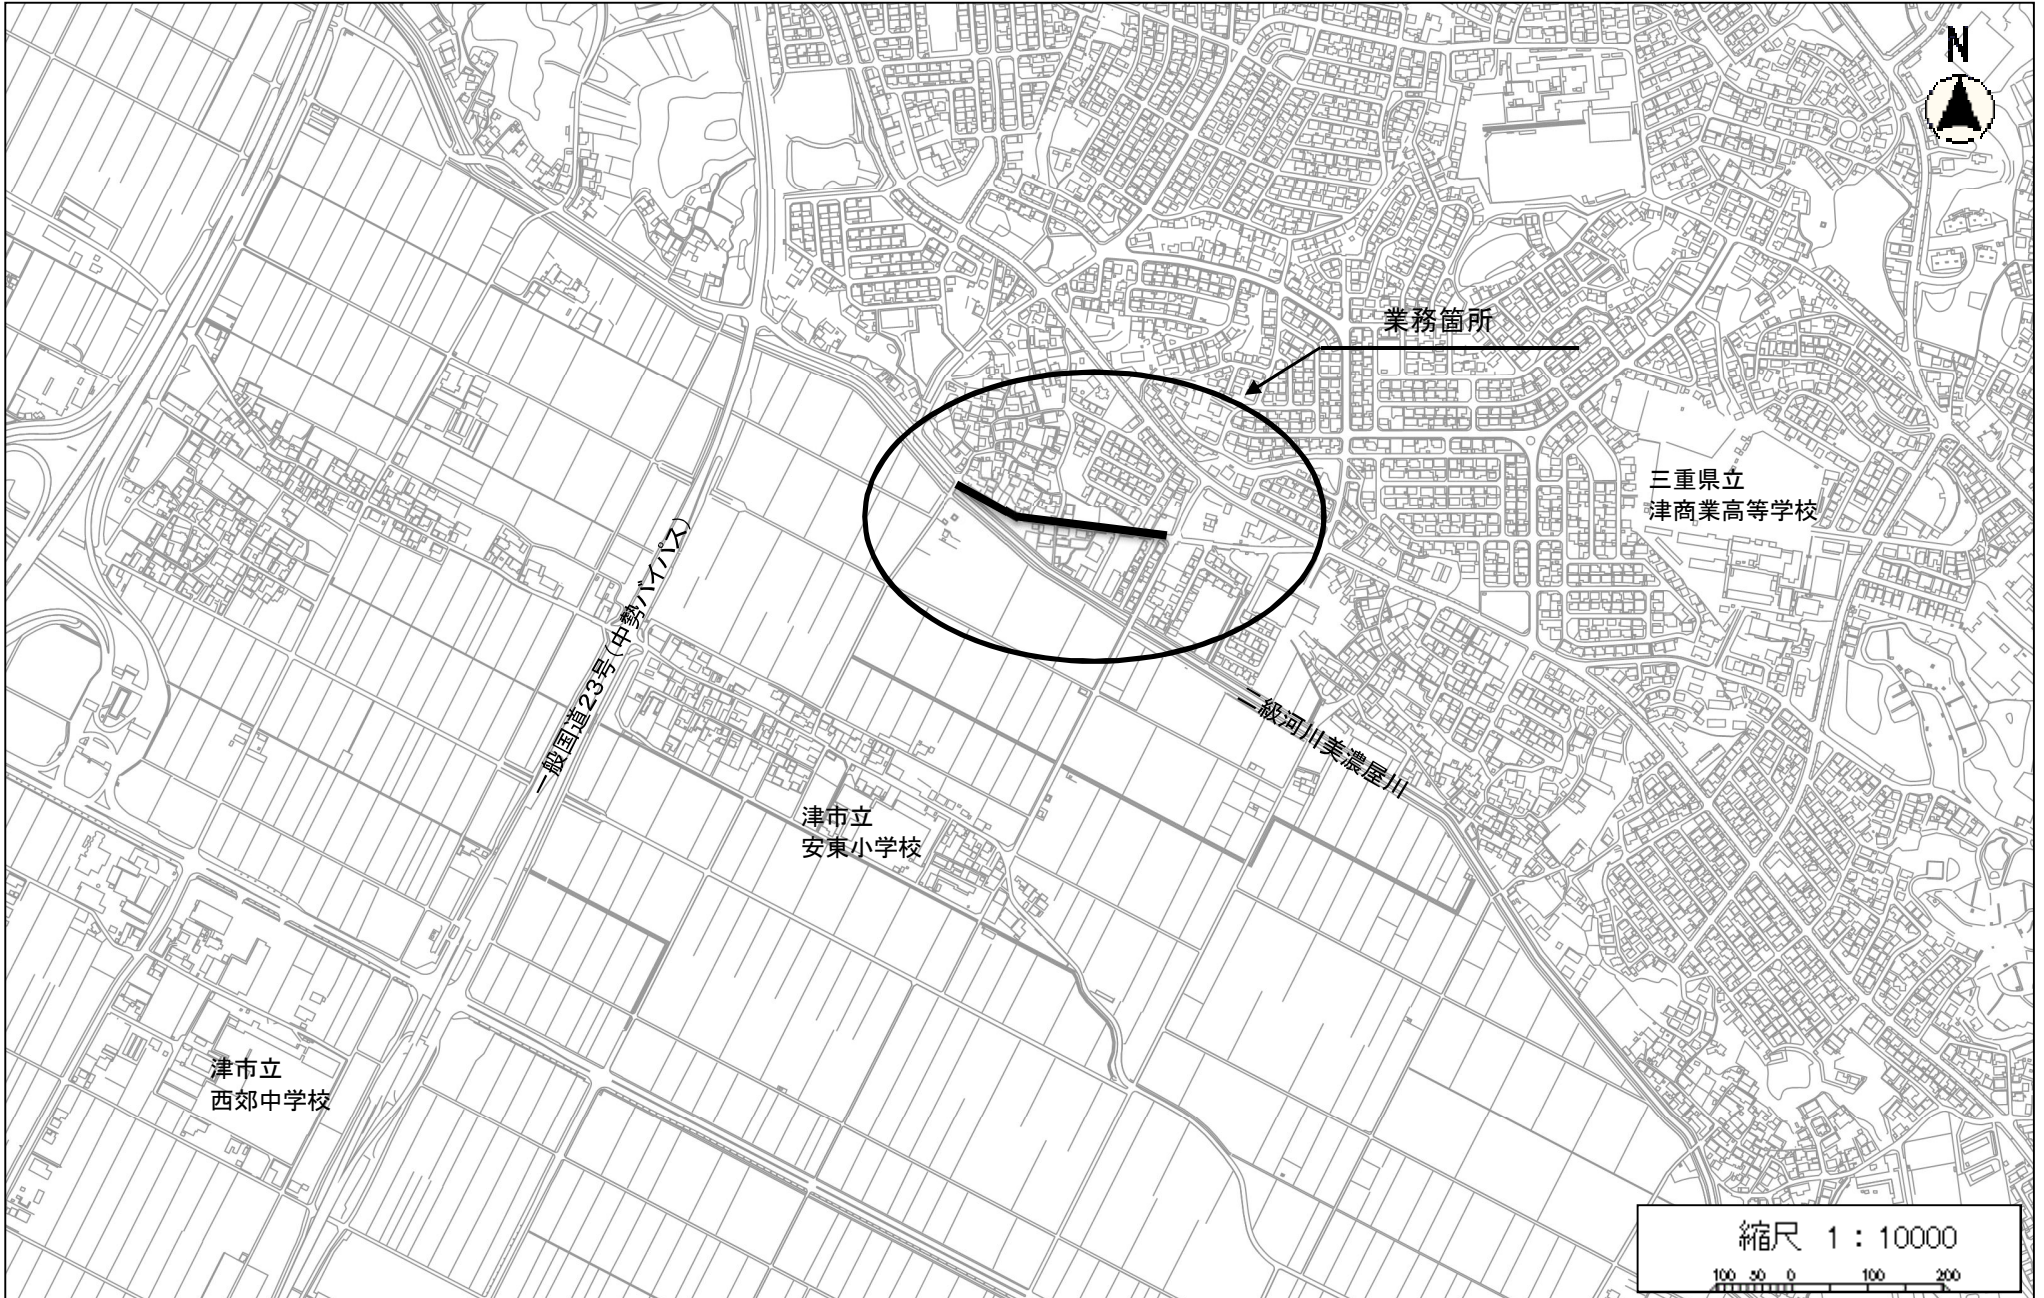 N
業務箇所
三重県立
津商業高等学校
一般国道23号(中勢バイパス)
二級河川美濃屋川
津市立
安東小学校
津市立
西郊中学校
縮尺 1:10000
100 50 0 100 200